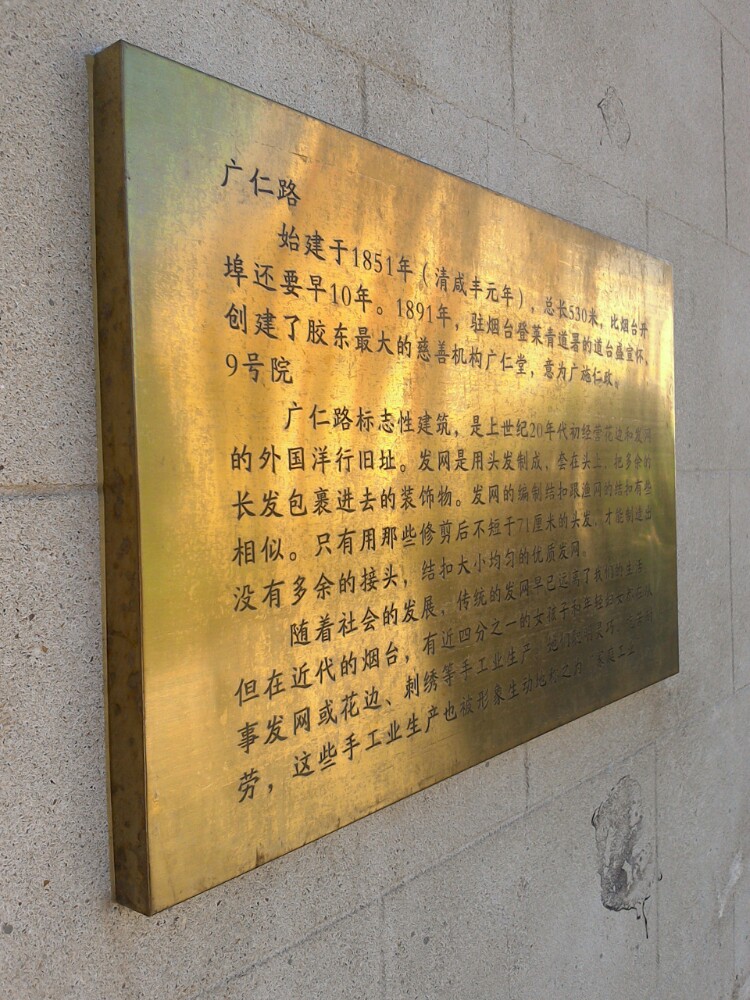 广仁路
始建于1851年（清咸丰元年），总长530米，比烟台开
埠还要早10年。1891年，驻烟台登莱青道署的道台盛宣怀，
创建了胶东最大的慈善机构广仁堂，意为广施仁政。
9号院
广仁路标志性建筑，是上世纪20年代初经营花边和发网
的外国洋行旧址。发网是用头发制成，套在头上，把多余的
长发包裹进去的装饰物。发网的编制结扣跟渔网的结扣有些
相似。只有用那些修剪后不短于71厘米的头发，才能制造出
没有多余的接头，结扣大小均匀的优质发网。
随着社会的发展，传统的发网早已远离了我们的生活，
但在近代的烟台，有近四分之一的女孩子和年轻妇女都在从
事发网或花边、刺绣等手工业生产。她们
劳，这些手工业生产也被形象生动地称之为